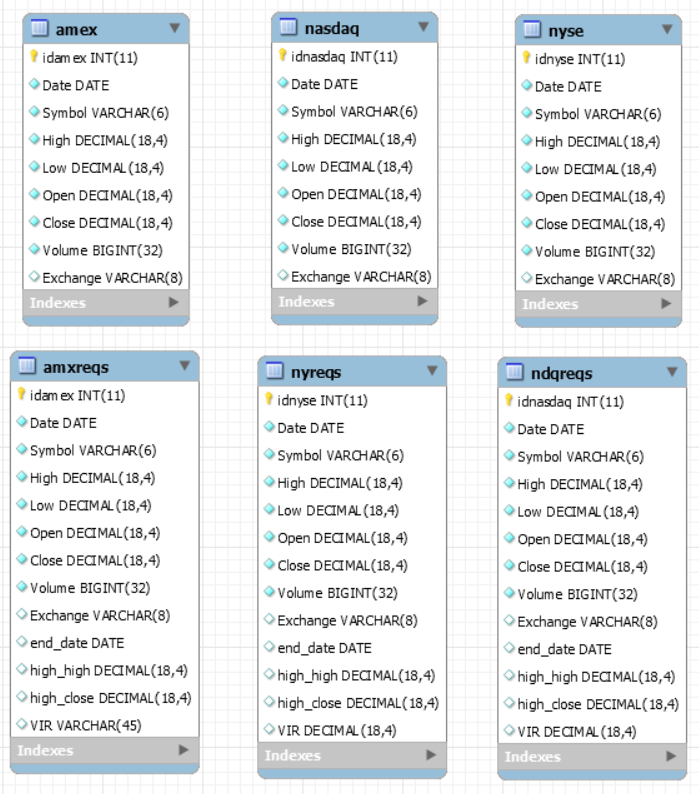 amex
idamex INT(11)
Date DATE
Symbol VARCHAR(6)
High DECIMAL(18,4)
Low DECIMAL(18,4)
Open DECIMAL(18,4)
Close DECIMAL(18,4)
Volume BIGINT(32)
Exchange VARCHAR(8)
Indexes
nasdaq
idnasdaq INT(11)
Date DATE
Symbol VARCHAR(6)
High DECIMAL(18,4)
Low DECIMAL(18,4)
Open DECIMAL(18,4)
Close DECIMAL(18,4)
Volume BIGINT(32)
Exchange VARCHAR(8)
Indexes
nyse
idnyse INT(11)
Date DATE
Symbol VARCHAR(6)
High DECIMAL(18,4)
Low DECIMAL(18,4)
Open DECIMAL(18,4)
Close DECIMAL(18,4)
Volume BIGINT(32)
Exchange VARCHAR(8)
Indexes
amxreqs
idamex INT(11)
Date DATE
Symbol VARCHAR(6)
High DECIMAL(18,4)
Low DECIMAL(18,4)
Open DECIMAL(18,4)
Close DECIMAL(18,4)
Volume BIGINT(32)
Exchange VARCHAR(8)
end_date DATE
high_high DECIMAL(18,4)
high_close DECIMAL(18,4)
VIR VARCHAR(45)
Indexes
nyreqs
idnyse INT(11)
Date DATE
Symbol VARCHAR(6)
High DECIMAL(18,4)
Low DECIMAL(18,4)
Open DECIMAL(18,4)
Close DECIMAL(18,4)
Volume BIGINT(32)
Exchange VARCHAR(8)
end_date DATE
high_high DECIMAL(18,4)
high_close DECIMAL(18,4)
VIR DECIMAL(18,4)
Indexes
ndqreqs
idnasdaq INT(11)
Date DATE
Symbol VARCHAR(6)
High DECIMAL(18,4)
Low DECIMAL(18,4)
Open DECIMAL(18,4)
Close DECIMAL(18,4)
Volume BIGINT(32)
Exchange VARCHAR(8)
end_date DATE
high_high DECIMAL(18,4)
high_close DECIMAL(18,4)
VIR DECIMAL(18,4)
Indexes